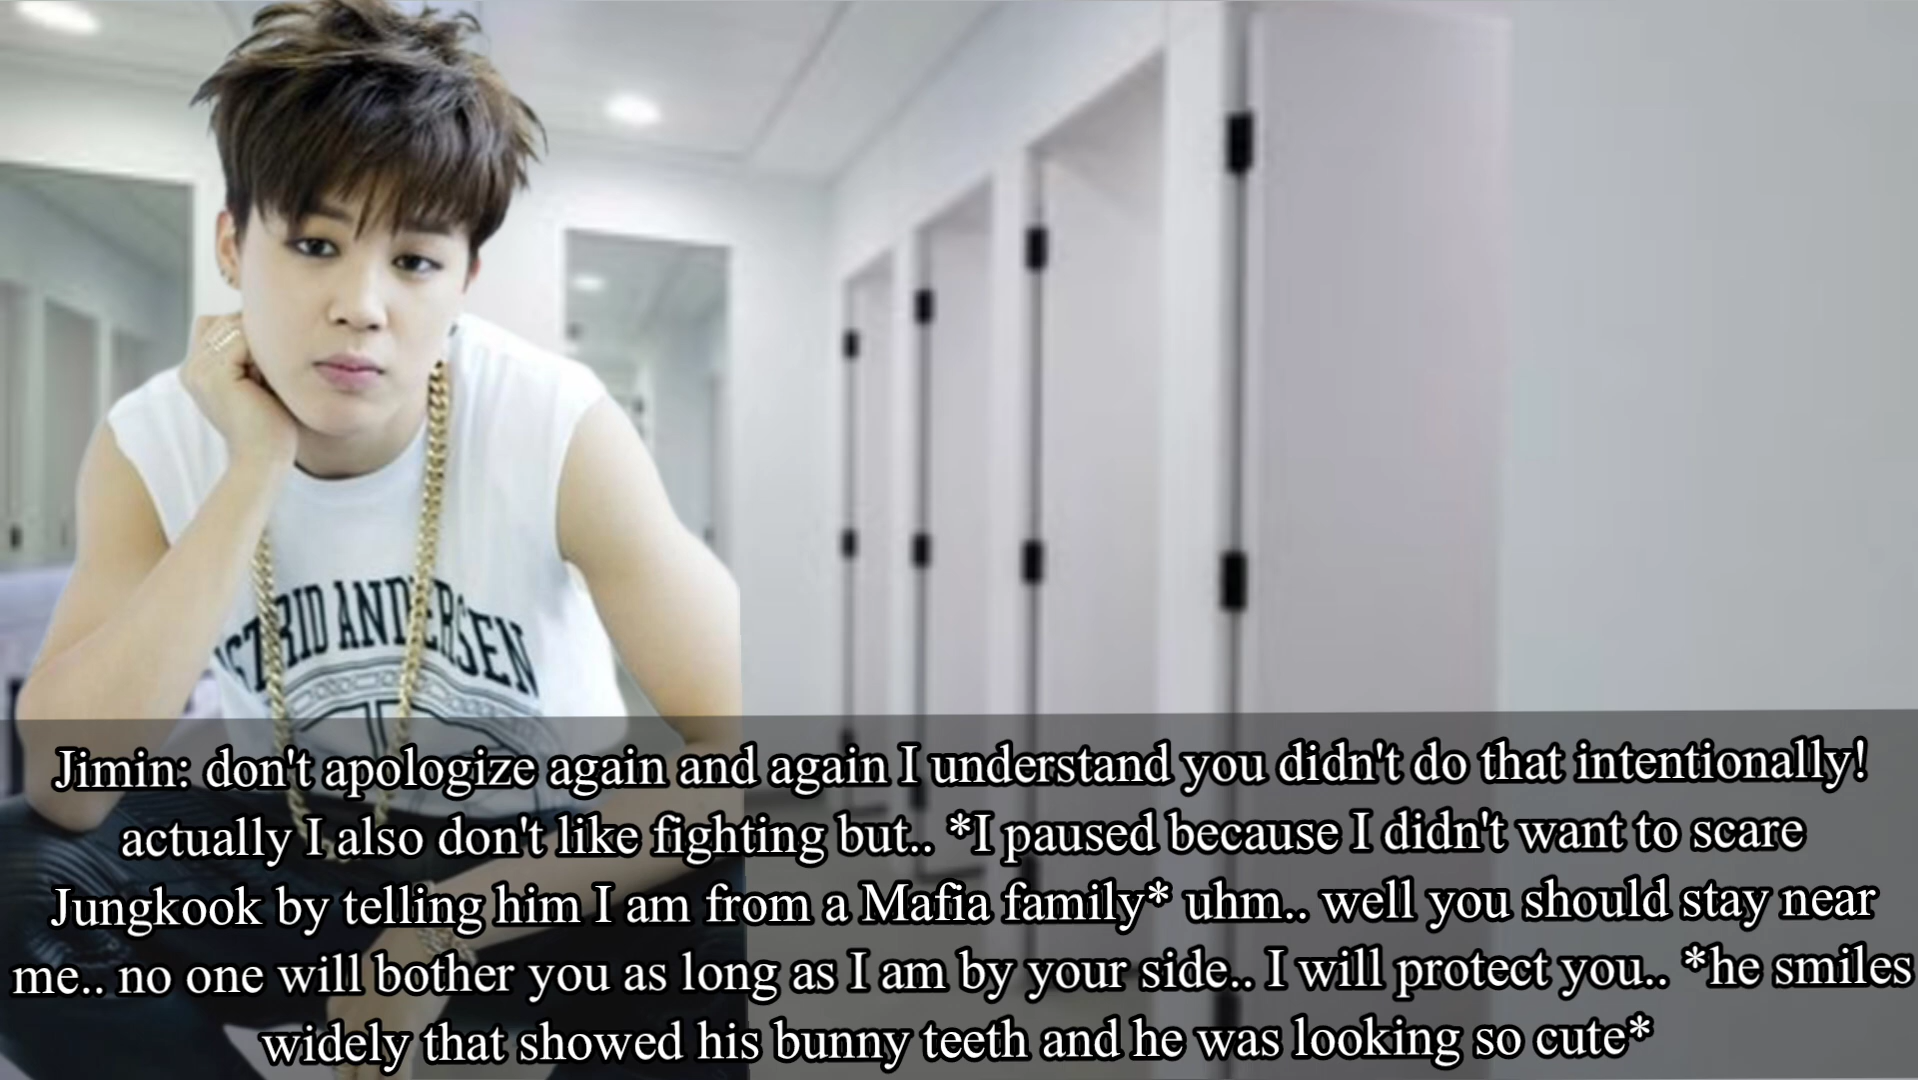 ASTRID ANDERSEN
Jimin: don't apologize again and again I understand you didn't do that intentionally!
actually I also don't like fighting but.. *I paused because I didn't want to scare
Jungkook by telling him I am from a Mafia family* uhm.. well you should stay near
me.. no one will bother you as long as I am by your side.. I will protect you.. *he smiles
widely that showed his bunny teeth and he was looking so cute*